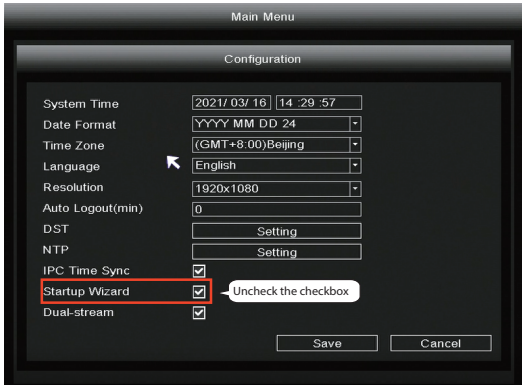 Main Menu
Configuration
System Time 2021/ 03/ 16 14 :29 :57
Date Format YYYY MM DD 24
Time Zone (GMT+8:00)Beijing
Language English
Resolution 1920x1080
Auto Logout(min) 0
DST Setting
NTP Setting
IPC Time Sync
Startup Wizard Uncheck the checkbox
Dual-stream
Save Cancel